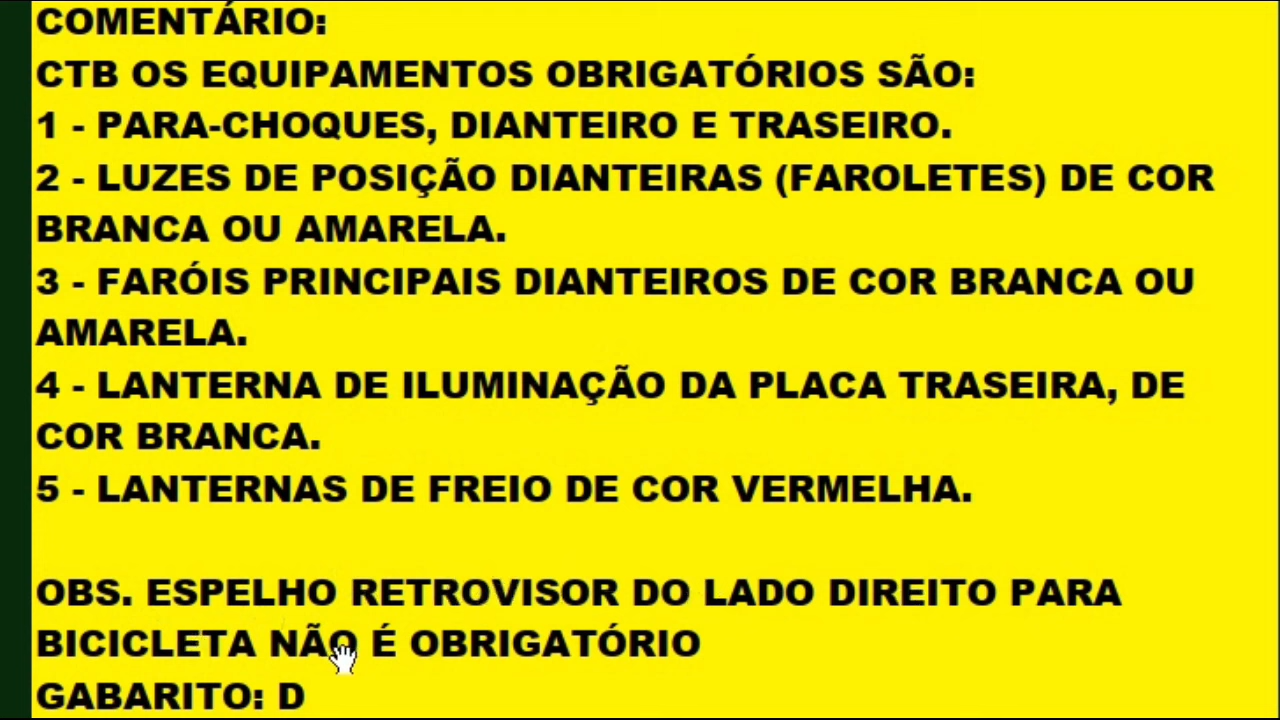 COMENTÁRIO:
CTB OS EQUIPAMENTOS OBRIGATÓRIOS SÃO:
1 - PARA-CHOQUES, DIANTEIRO E TRASEIRO.
2 - LUZES DE POSIÇÃO DIANTEIRAS (FAROLETES) DE COR
BRANCA OU AMARELA.
3 - FARÓIS PRINCIPAIS DIANTEIROS DE COR BRANCA OU
AMARELA.
4 - LANTERNA DE ILUMINAÇÃO DA PLACA TRASEIRA, DE
COR BRANCA.
5 - LANTERNAS DE FREIO DE COR VERMELHA.
OBS. ESPELHO RETROVISOR DO LADO DIREITO PARA
BICICLETA NÃO É OBRIGATÓRIO
GABARITO: D